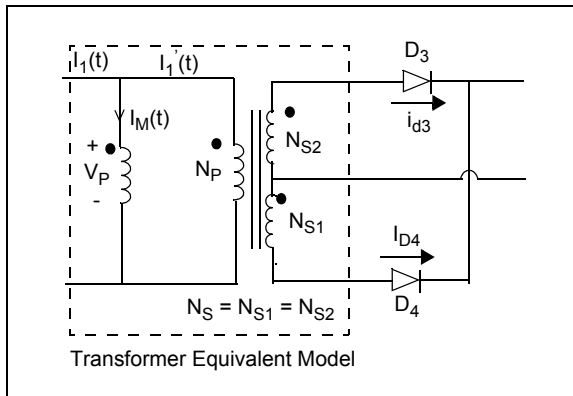 I1(t) I1'(t) D3
IM(t) id3
+
VP NP NS2
-
NS1 ID4
D4
NS = NS1 = NS2
Transformer Equivalent Model